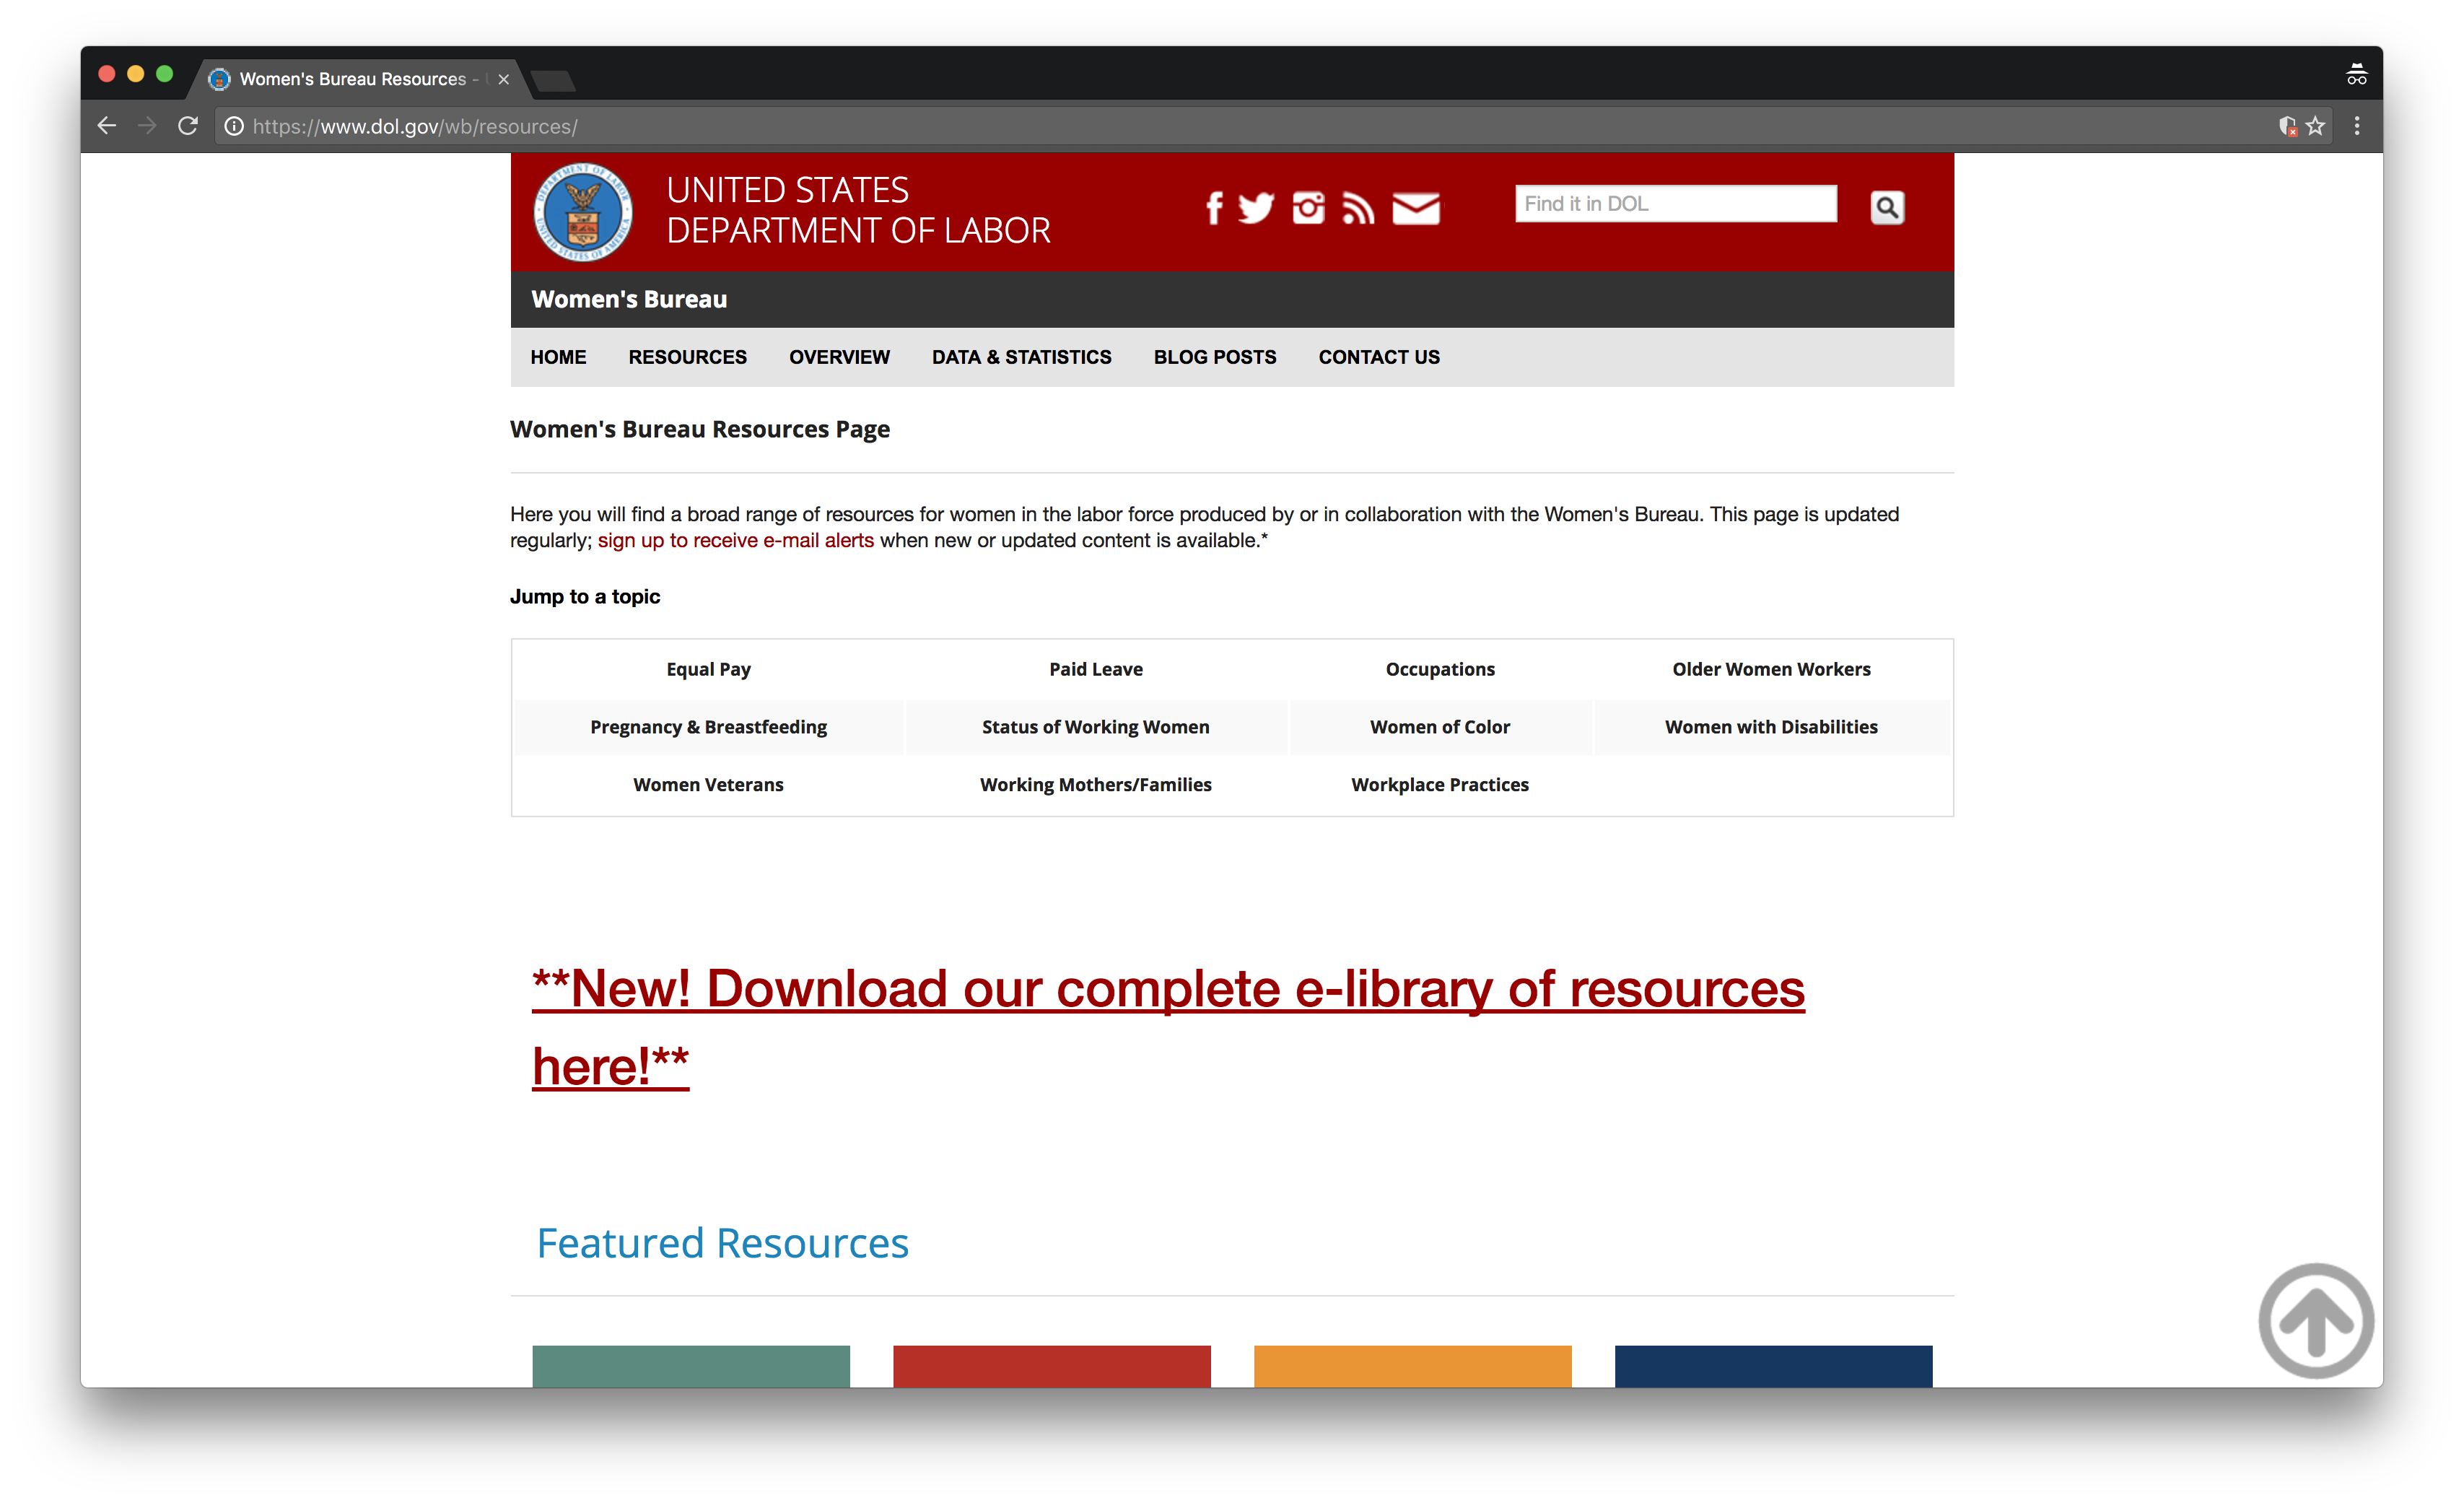 Women's Bureau Resources -
https://www.dol.gov/wb/resources/
UNITED STATES
DEPARTMENT OF LABOR
Find it in DOL
Women's Bureau
HOME RESOURCES OVERVIEW DATA & STATISTICS BLOG POSTS CONTACT US
Women's Bureau Resources Page
Here you will find a broad range of resources for women in the labor force produced by or in collaboration with the Women's Bureau. This page is updated
regularly; sign up to receive e-mail alerts when new or updated content is available.*
Jump to a topic
Equal Pay Paid Leave Occupations Older Women Workers
Pregnancy & Breastfeeding Status of Working Women Women of Color Women with Disabilities
Women Veterans Working Mothers/Families Workplace Practices
**New! Download our complete e-library of resources
here!**
Featured Resources